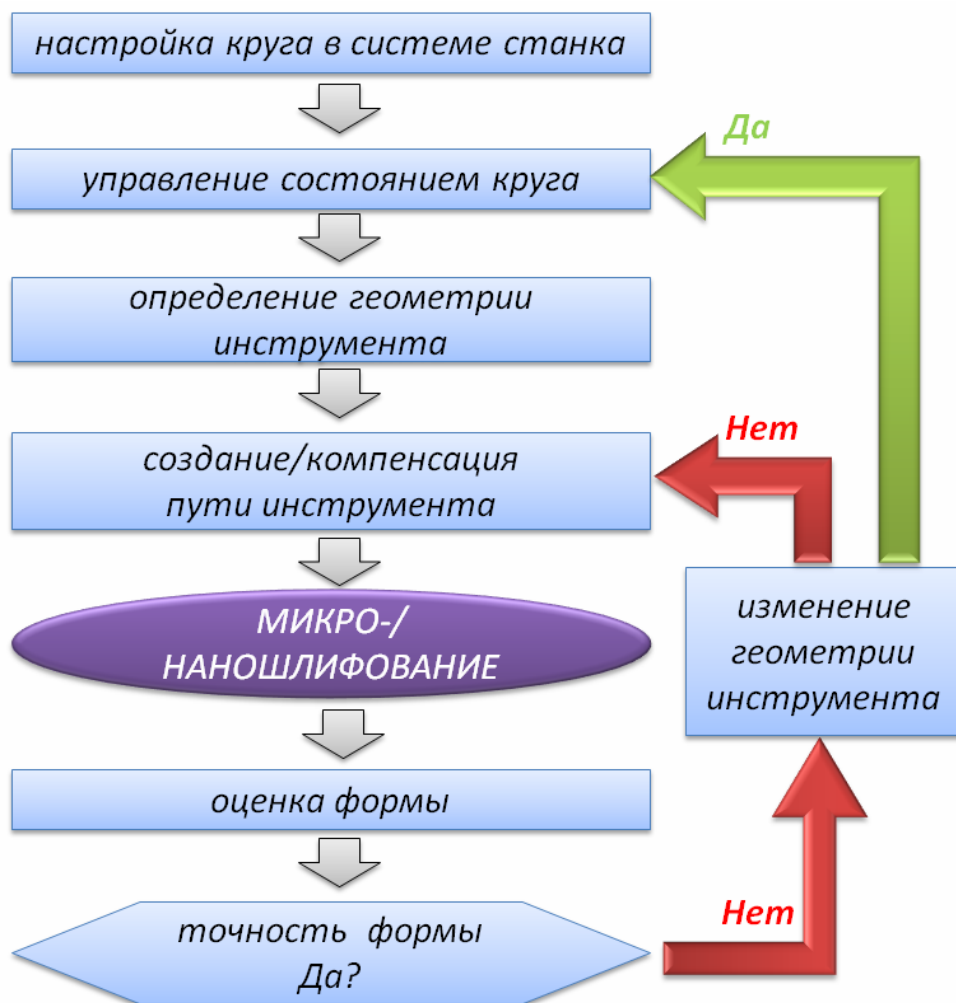 настройка круга в системе станка
Да
управление состоянием круга
определение геометрии
инструмента
Нет
создание/компенсация
пути инструмента
МИКРО-/
НАНОШЛИФОВАНИЕ
изменение
геометрии
инструмента
оценка формы
точность формы
Да?
Нет